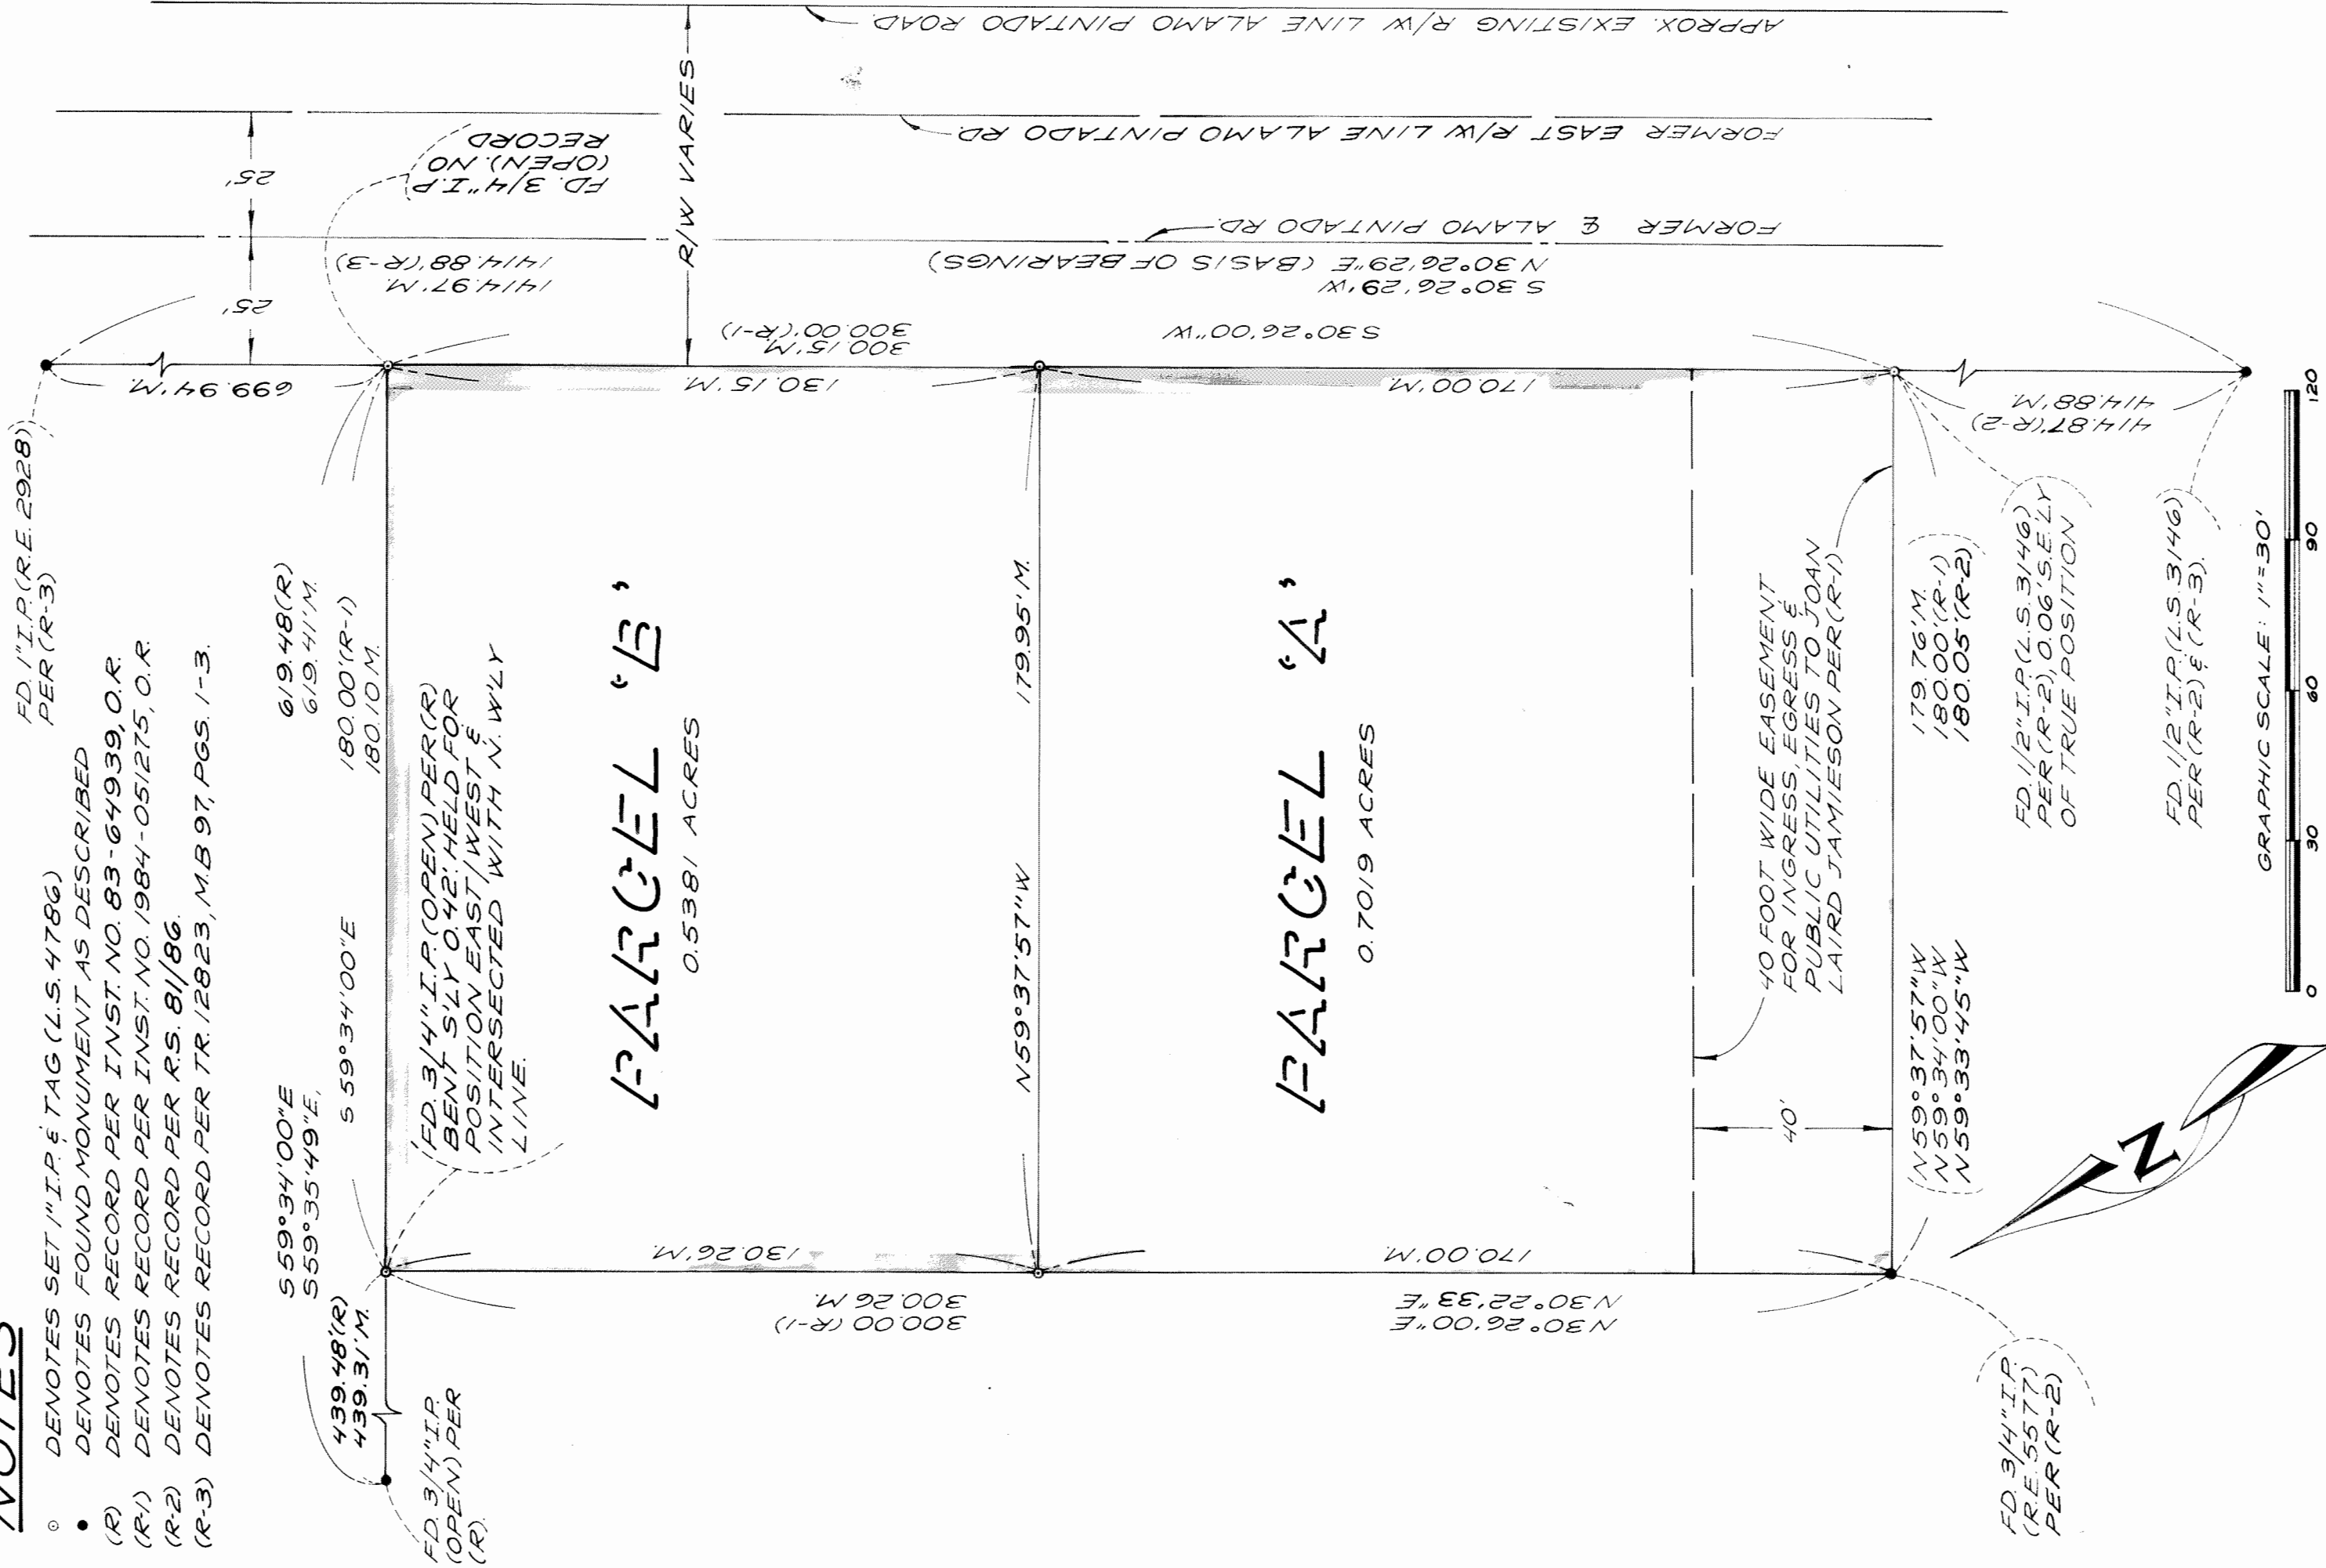 NOTES
DENOTES SET 1" I.P. & TAG (L.S. 4786)
DENOTES FOUND MONUMENT AS DESCRIBED
(R) DENOTES RECORD PER INST. NO. 83-64939, O.R.
(R-1) DENOTES RECORD PER INST. NO. 1984-051275, O.R.
(R-2) DENOTES RECORD PER R.S. 81/86.
(R-3) DENOTES RECORD PER TR. 12823, M.B 97, PGS. 1-3.
FD. 1" I.P. (R.E. 2928)
PER (R-3)
S 59°34'00"E
S 59°35'49"E,
619.48 (R)
619.41' M.
S 59°34'00"E
180.00' (R-1)
180.10 M.
439.48' (R)
439.31' M.
FD. 3/4" I.P.
(OPEN) PER
(R).
FD. 3/4" I.P. (OPEN) PER (R)
BENT S'LY 0.42'. HELD FOR
POSITION EAST/WEST &
INTERSECTED WITH N. W'LY
LINE.
PARCEL "B"
0.5381 ACRES
N59°37'57"W
179.95' M.
PARCEL "A"
0.7019 ACRES
40 FOOT WIDE EASEMENT
FOR INGRESS, EGRESS &
PUBLIC UTILITIES TO JOAN
LAIRD JAMIESON PER (R-1)
40'
N59°37'57"W
N59°34'00"W
N59°33'45"W
179.76' M.
180.00' (R-1)
180.05' (R-2)
FD. 1/2" I.P. (L.S. 3146)
PER (R-2), 0.06' S.E.'LY
OF TRUE POSITION
FD. 1/2" I.P. (L.S. 3146)
PER (R-2) & (R-3).
FD. 3/4" I.P.
(R.E. 5577)
PER (R-2)
GRAPHIC SCALE: 1"=30'
0 30 60 90 120
N
R/W VARIES
APPROX. EXISTING R/W LINE ALAMO PINTADO ROAD.
FORMER EAST R/W LINE ALAMO PINTADO RD.
FORMER ℄ ALAMO PINTADO RD.
25'
25'
FD. 3/4" I.P
(OPEN). NO
RECORD
N 30°26'29"E (BASIS OF BEARINGS)
S 30°26'29'W
1414.88' (R-3)
1414.97' M.
S 30°26'00"W
300.00' (R-1)
300.15' M.
699.94' M.
130.15' M.
170.00' M.
414.88' M.
414.87' (R-2)
130.26' M.
170.00' M.
300.26 M.
300.00 (R-1)
N 30°22'33"E
N 30°26'00"E